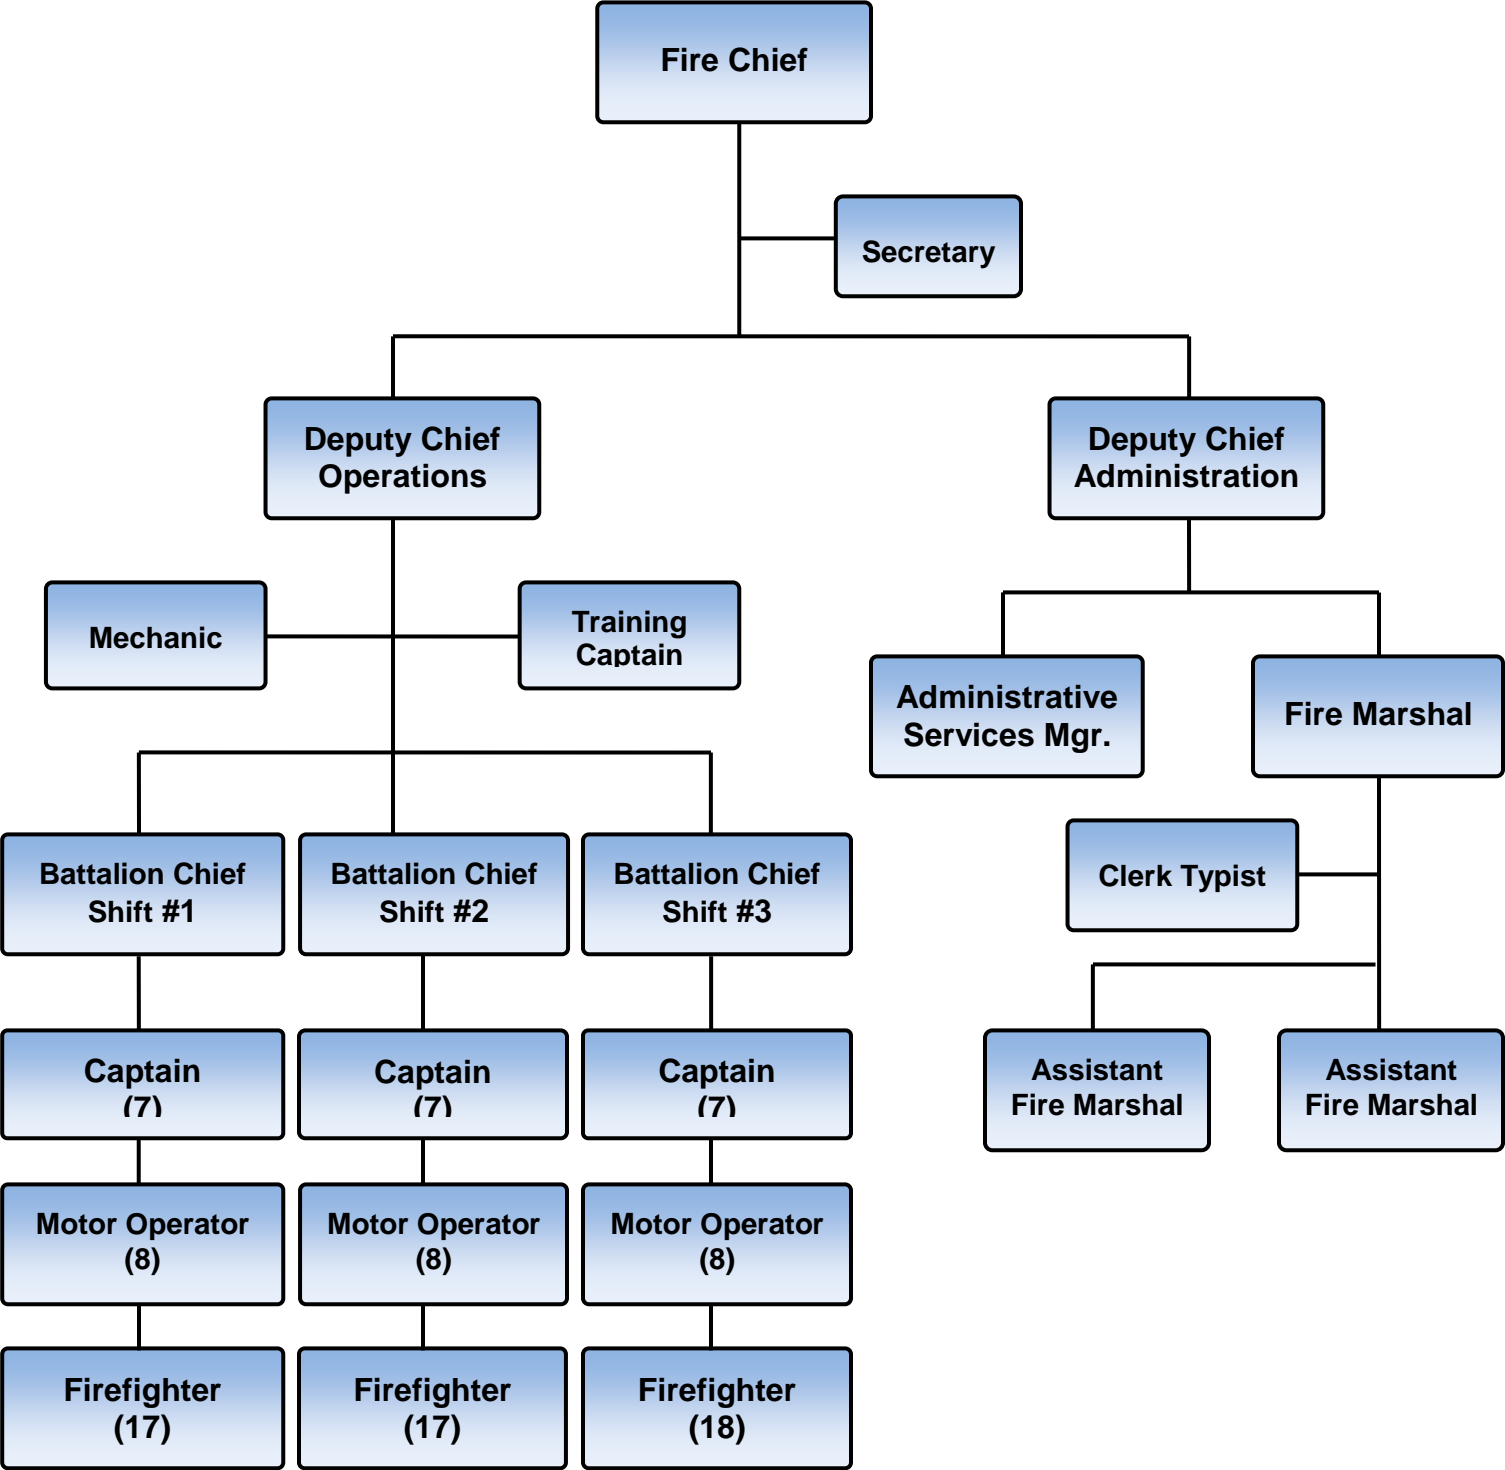 Fire Chief
Secretary
Deputy Chief
Operations
Deputy Chief
Administration
Mechanic
Training
Captain
Administrative
Services Mgr.
Fire Marshal
Clerk Typist
Battalion Chief
Shift #1
Battalion Chief
Shift #2
Battalion Chief
Shift #3
Captain
(7)
Captain
(7)
Captain
(7)
Assistant
Fire Marshal
Assistant
Fire Marshal
Motor Operator
(8)
Motor Operator
(8)
Motor Operator
(8)
Firefighter
(17)
Firefighter
(17)
Firefighter
(18)